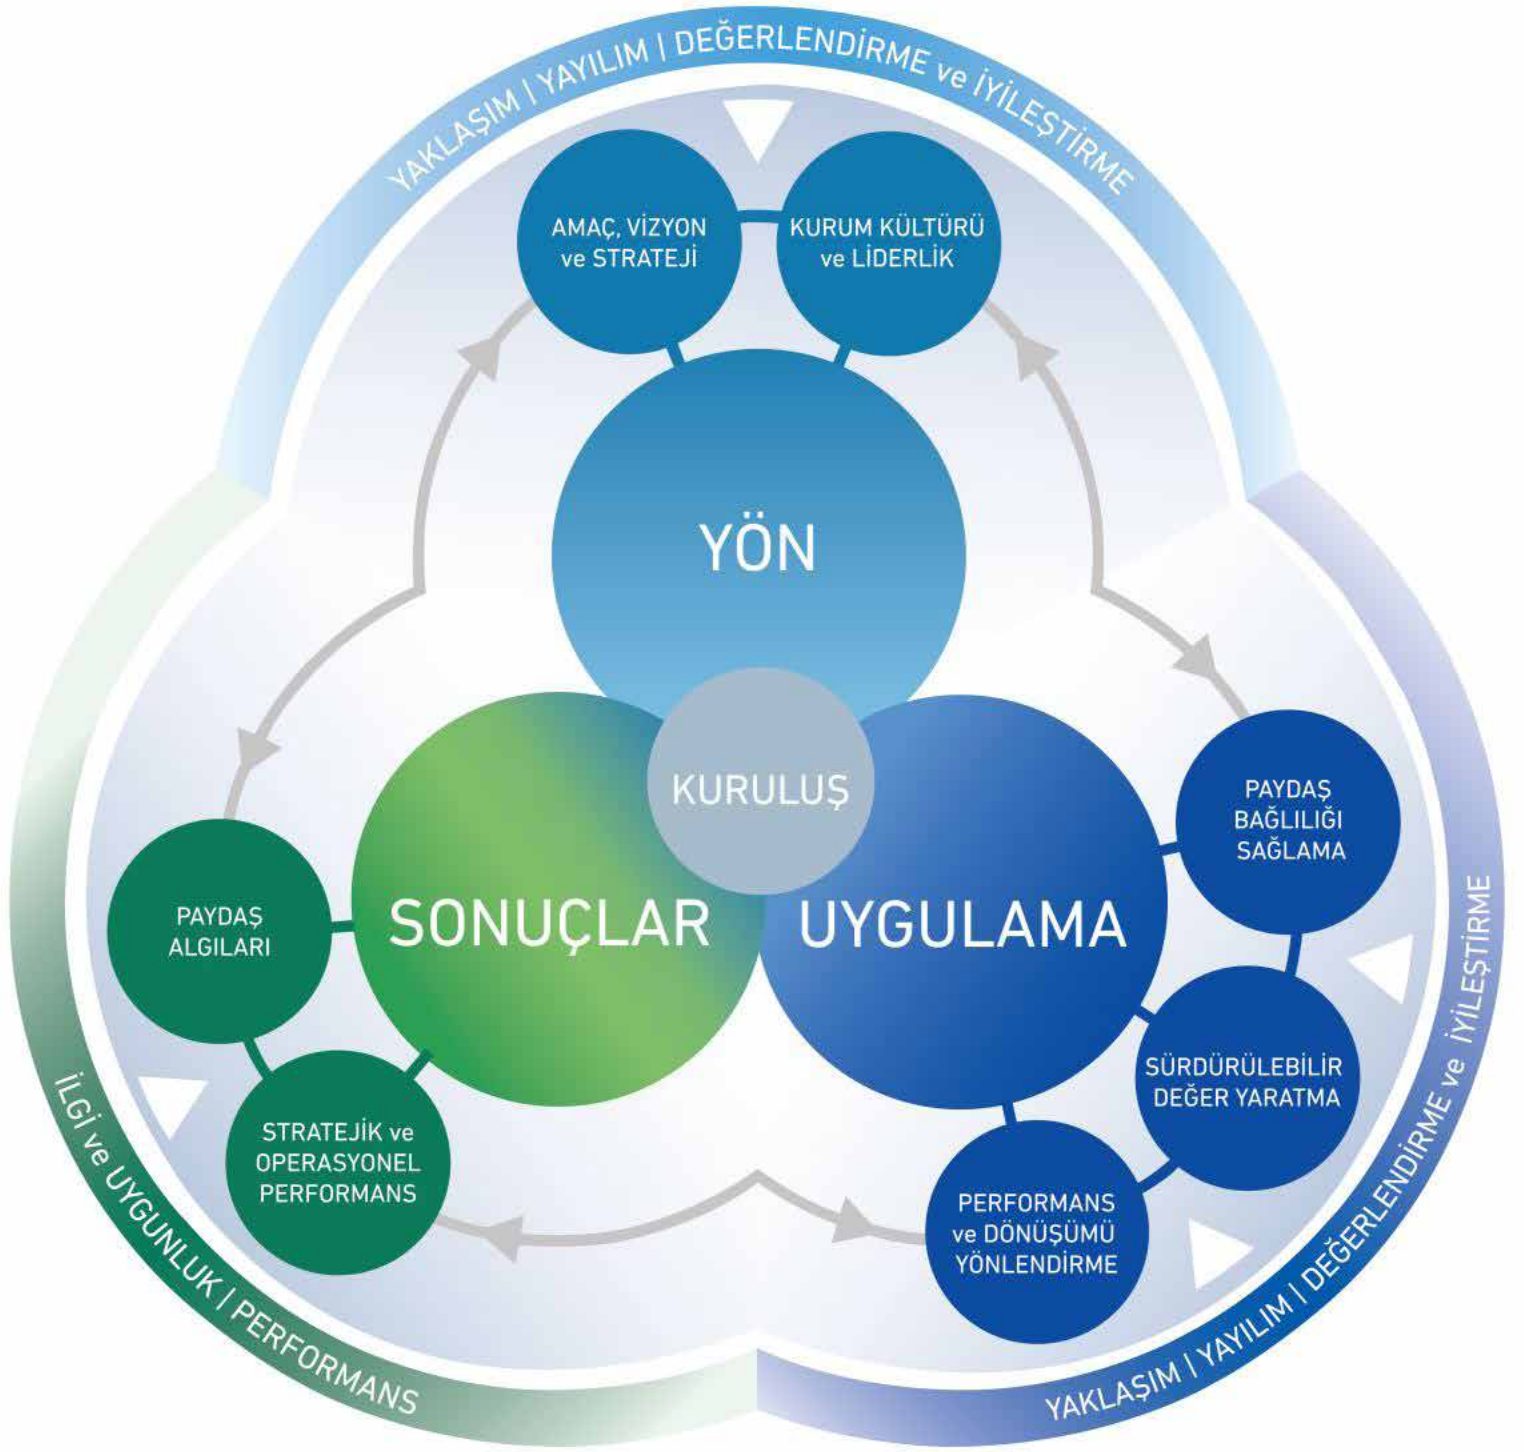 YAKLAŞIM | YAYILIM | DEĞERLENDİRME ve İYİLEŞTİRME
AMAÇ, VİZYON
ve STRATEJİ
KURUM KÜLTÜRÜ
ve LİDERLİK
YÖN
KURULUŞ
SONUÇLAR
UYGULAMA
PAYDAŞ
BAĞLILIĞI
SAĞLAMA
SÜRDÜRÜLEBİLİR
DEĞER YARATMA
PERFORMANS
ve DÖNÜŞÜMÜ
YÖNLENDİRME
PAYDAŞ
ALGILARI
STRATEJİK ve
OPERASYONEL
PERFORMANS
İLGİ ve UYGUNLUK | PERFORMANS
YAKLAŞIM | YAYILIM | DEĞERLENDİRME ve İYİLEŞTİRME